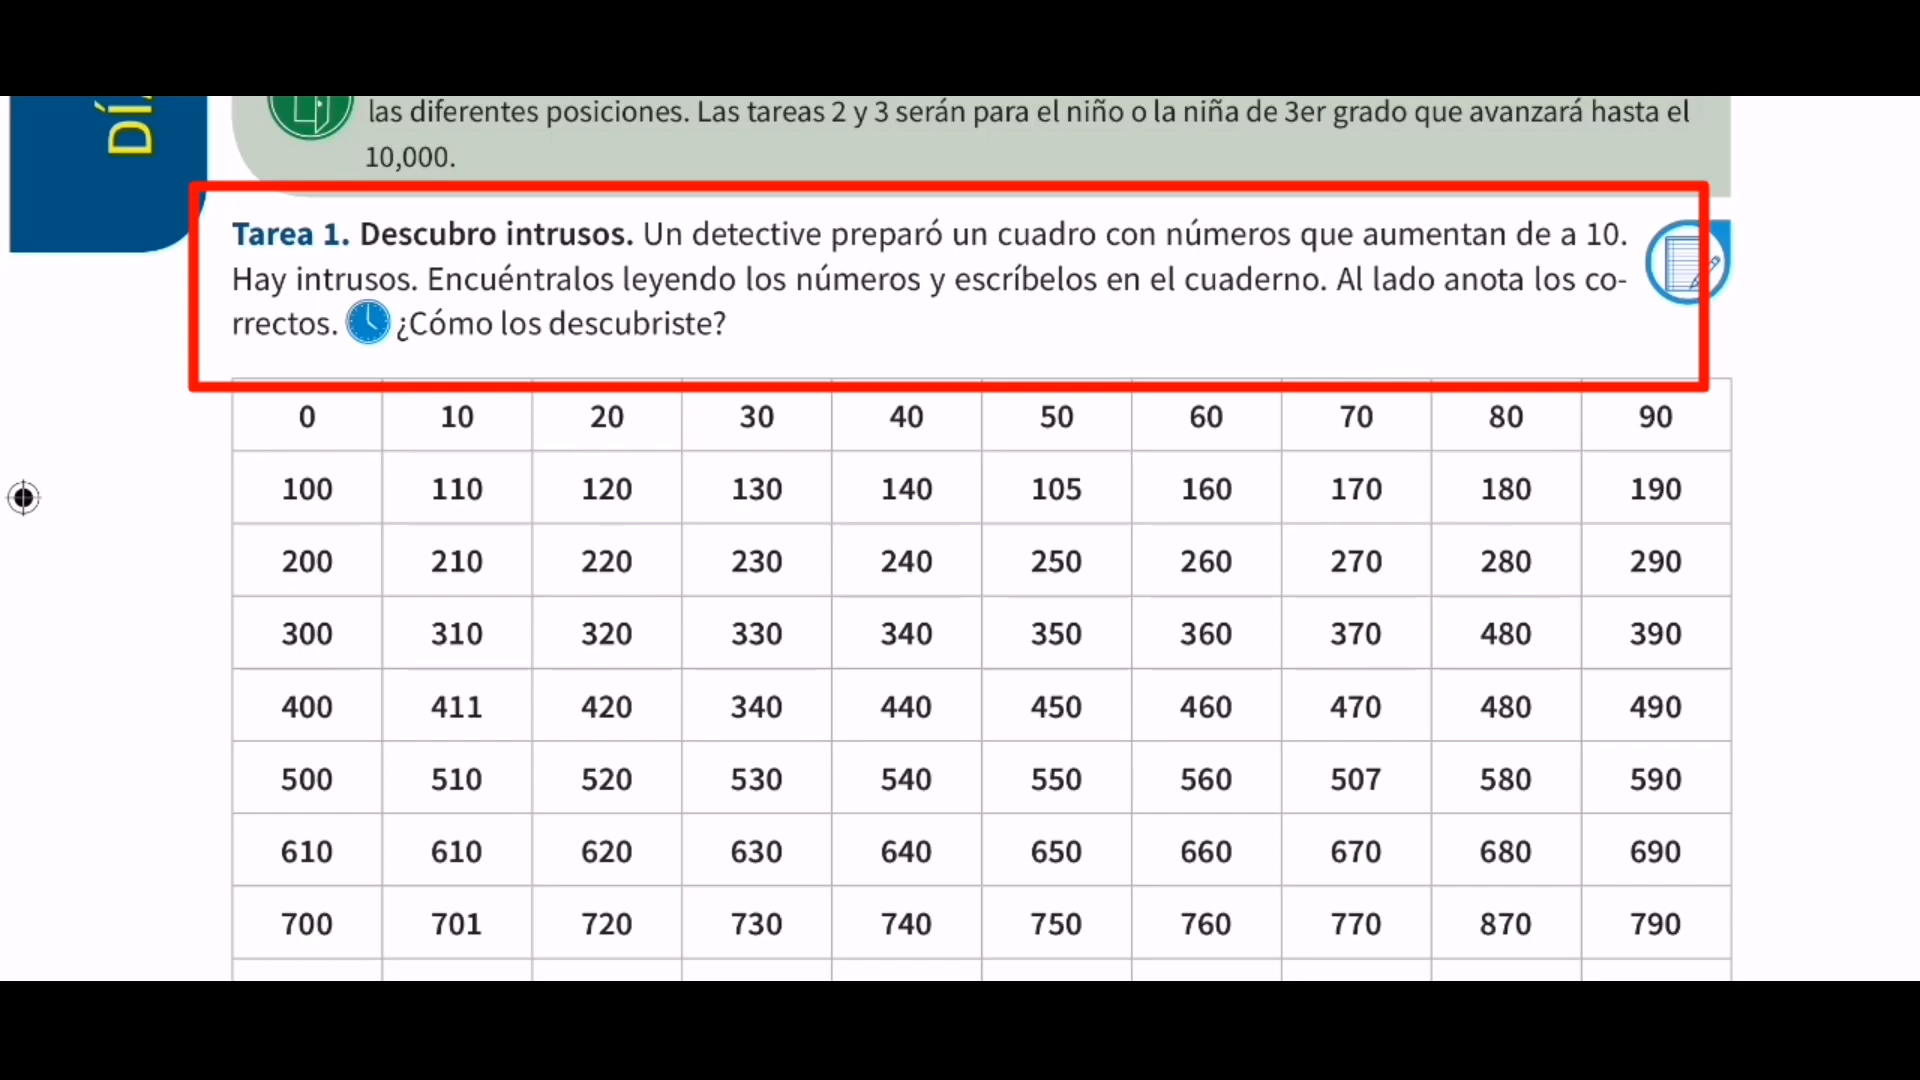 DÍA
las diferentes posiciones. Las tareas 2 y 3 serán para el niño o la niña de 3er grado que avanzará hasta el
10,000.
Tarea 1. Descubro intrusos. Un detective preparó un cuadro con números que aumentan de a 10.
Hay intrusos. Encuéntralos leyendo los números y escríbelos en el cuaderno. Al lado anota los co-
rrectos. ¿Cómo los descubriste?
0 10 20 30 40 50 60 70 80 90
100 110 120 130 140 105 160 170 180 190
200 210 220 230 240 250 260 270 280 290
300 310 320 330 340 350 360 370 480 390
400 411 420 340 440 450 460 470 480 490
500 510 520 530 540 550 560 507 580 590
610 610 620 630 640 650 660 670 680 690
700 701 720 730 740 750 760 770 870 790